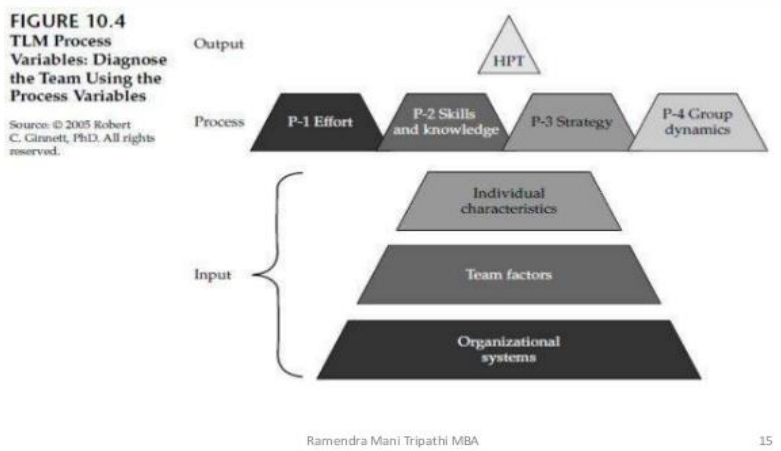 FIGURE 10.4
TLM Process
Variables: Diagnose
the Team Using the
Process Variables
Source: © 2005 Robert
C. Ginnett, PhD. All rights
reserved.
Output
HPT
Process
P-1 Effort
P-2 Skills
and knowledge
P-3 Strategy
P-4 Group
dynamics
Individual
characteristics
Input
Team factors
Organizational
systems
Ramendra Mani Tripathi MBA
15